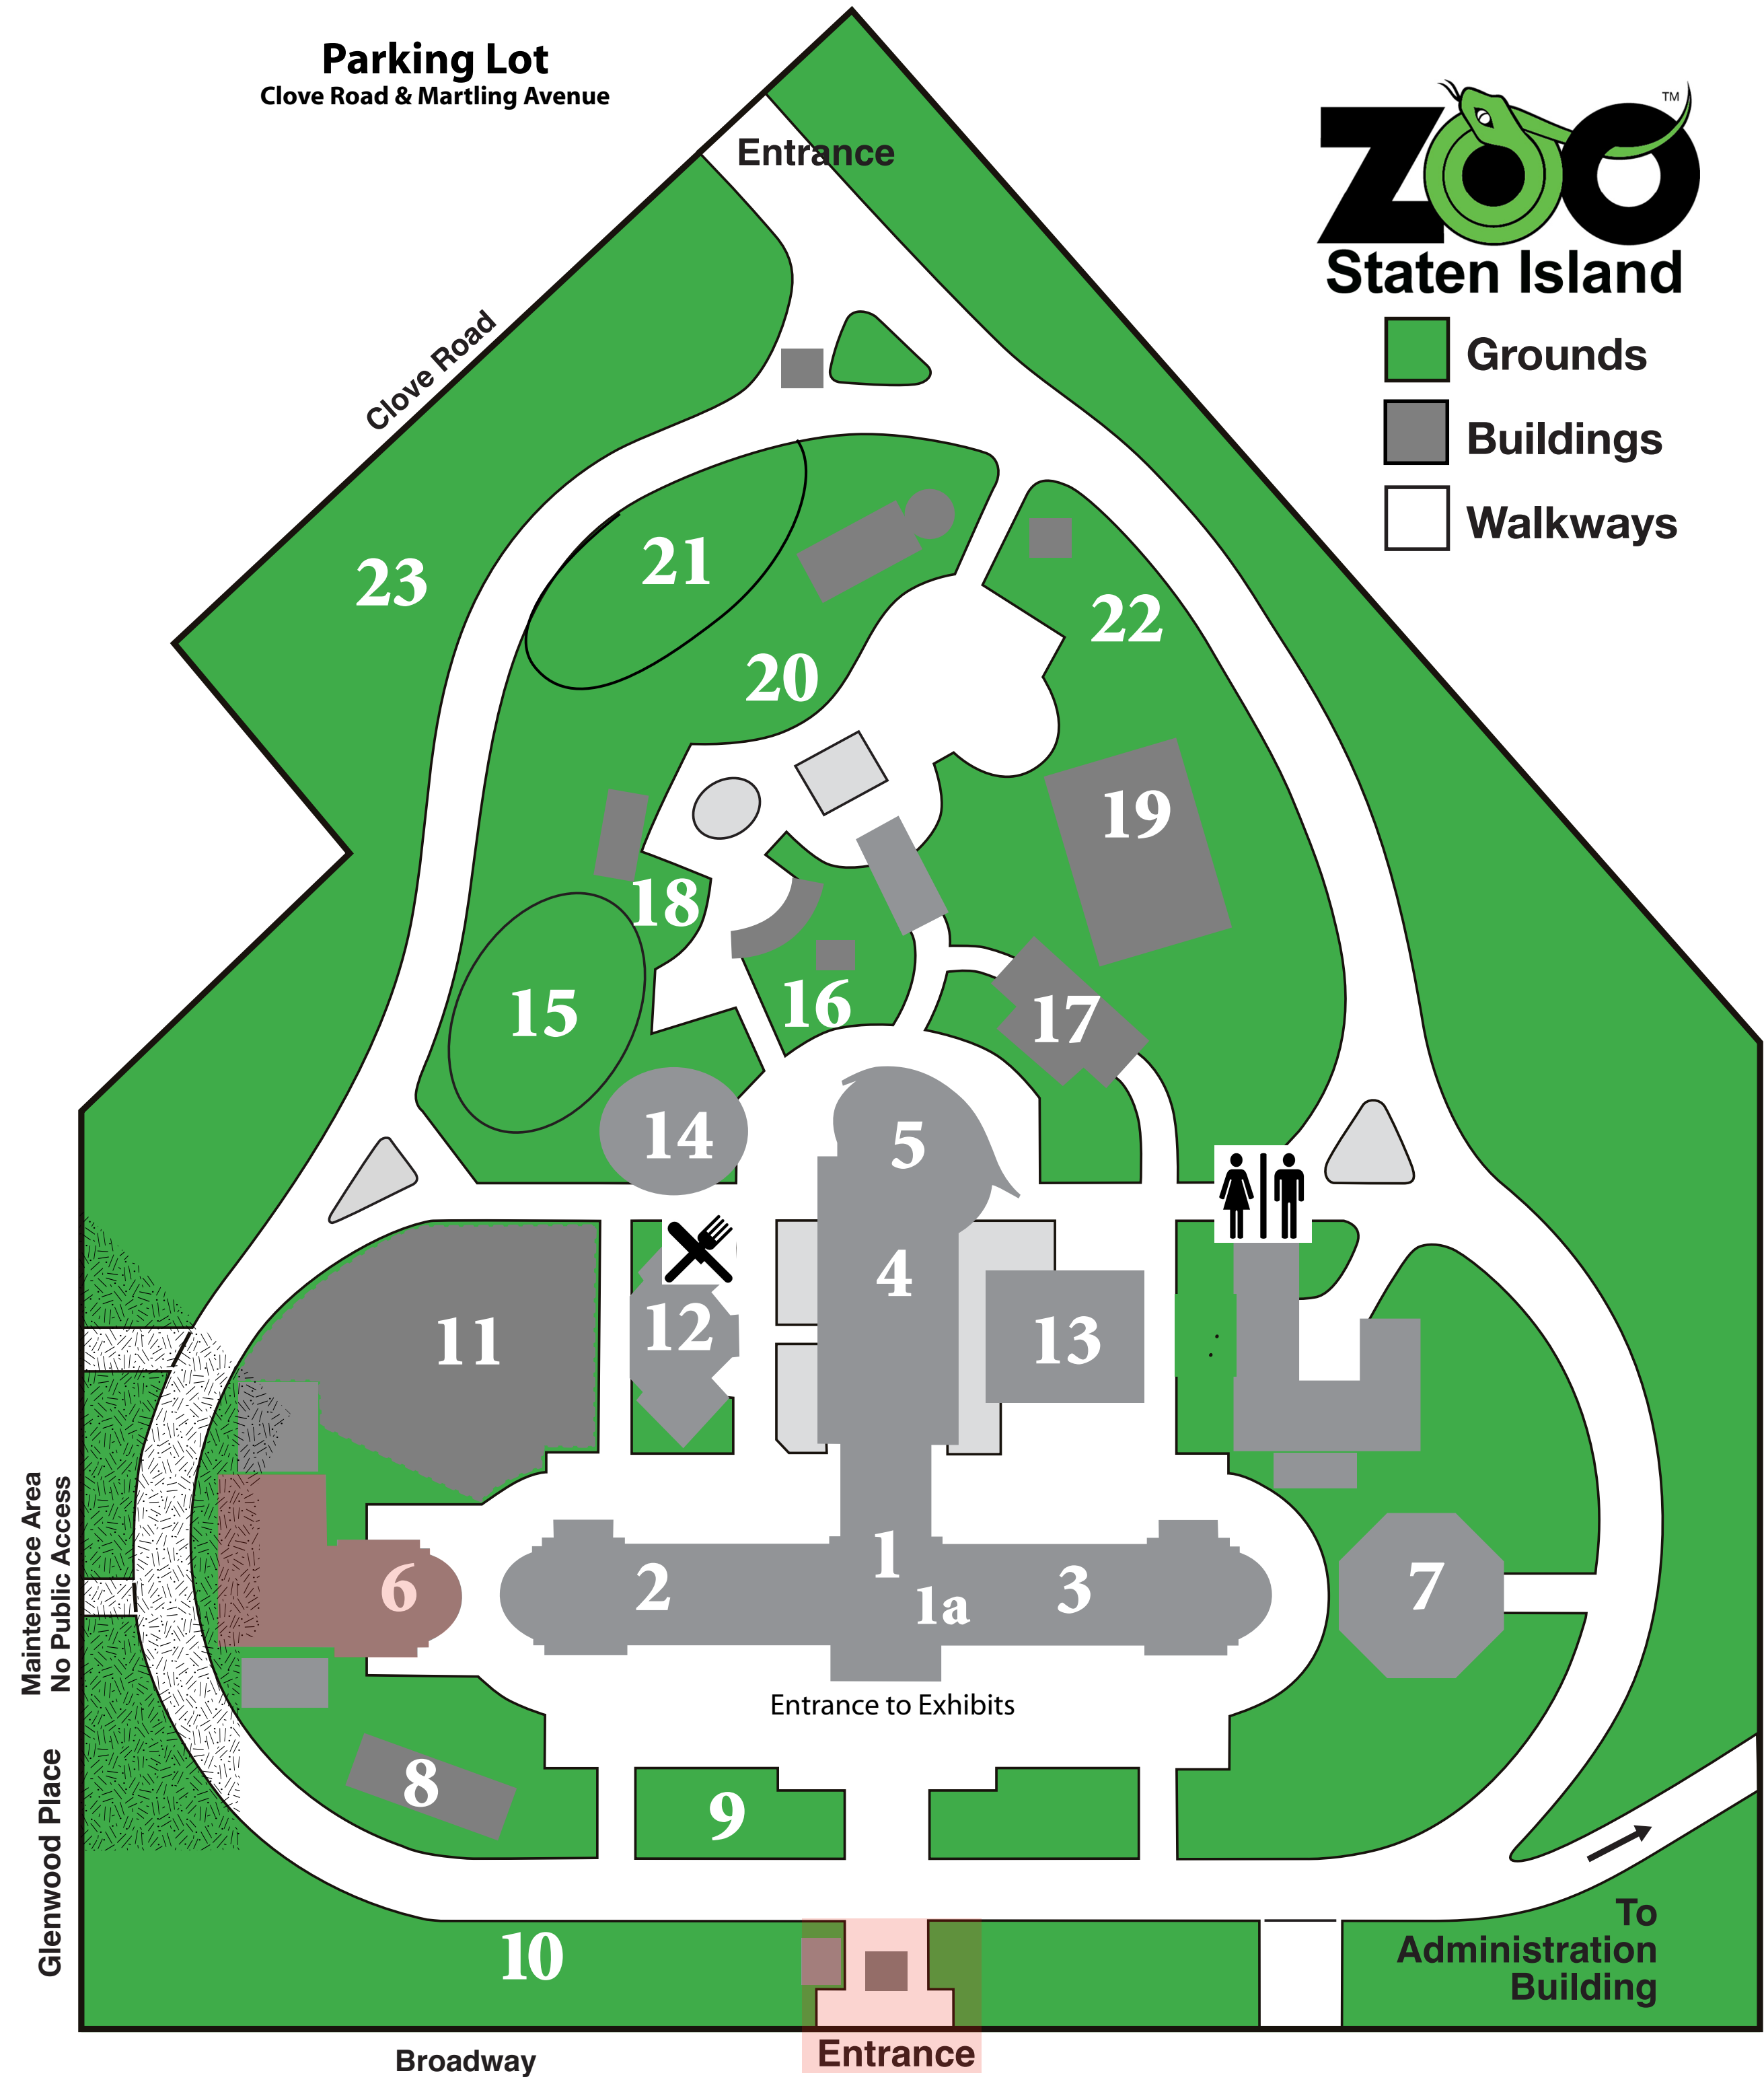 Parking Lot
Clove Road & Martling Avenue
Entrance
ZOO
TM
Staten Island
Grounds
Buildings
Walkways
Clove Road
23
21
22
20
19
18
15
16
17
14
5
4
11
12
13
6
2
1
1a
3
7
Entrance to Exhibits
Maintenance Area
No Public Access
8
9
Glenwood Place
10
To
Administration
Building
Entrance
Broadway